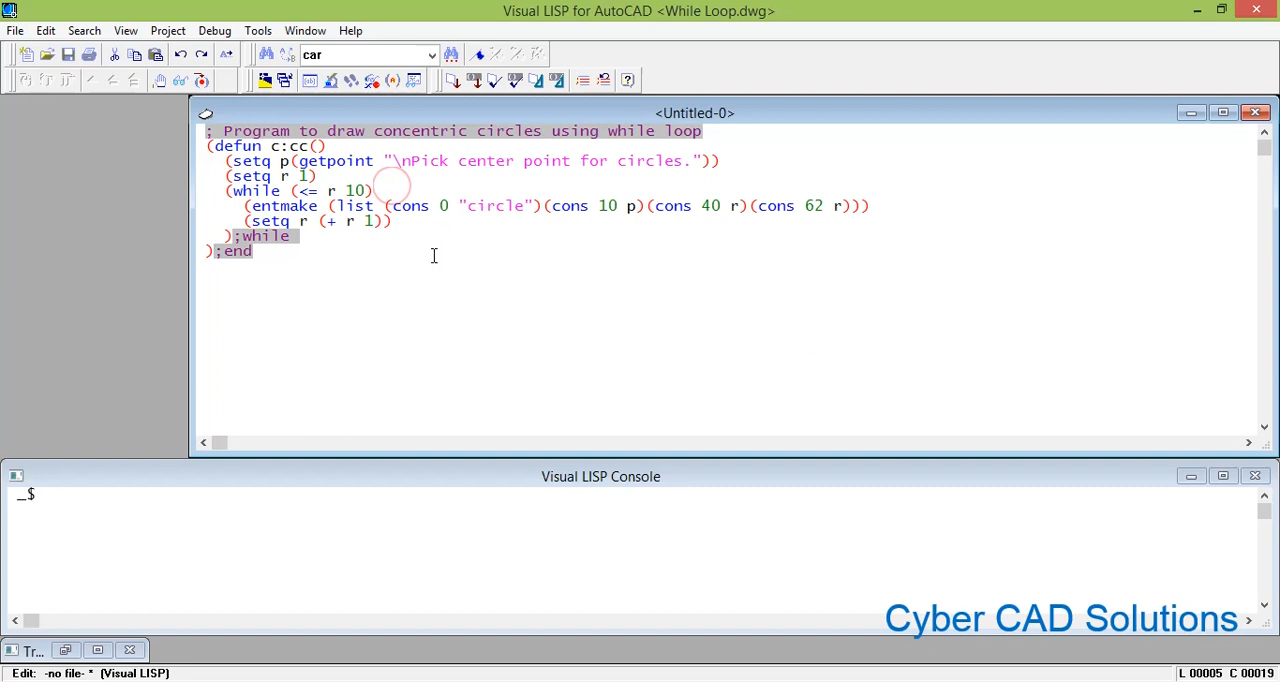 Visual LISP for AutoCAD <While Loop.dwg>
File Edit Search View Project Debug Tools Window Help
car
<Untitled-0>
; Program to draw concentric circles using while loop
(defun c:cc()
(setq p(getpoint "\nPick center point for circles."))
(setq r 1)
(while (<= r 10)
(entmake (list (cons 0 "circle")(cons 10 p)(cons 40 r)(cons 62 r)))
(setq r (+ r 1))
);while
);end
Visual LISP Console
_$
Cyber CAD Solutions
Tr...
Edit: -no file- * (Visual LISP) L 00005 C 00019